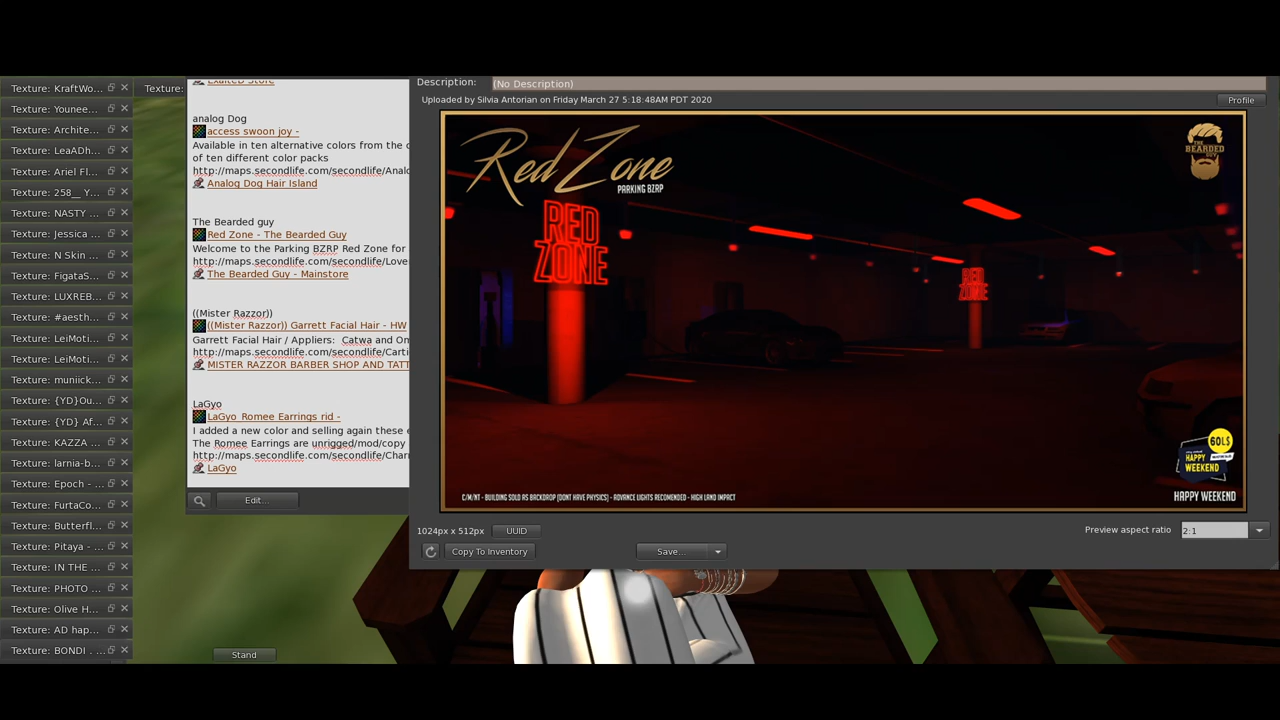 Texture: KraftWo...
Texture: Younee...
Texture: Archite...
Texture: LeaADh...
Texture: Ariel Fl...
Texture: 258__ Y...
Texture: NASTY ...
Texture: Jessica ...
Texture: N Skin ...
Texture: FigataS...
Texture: LUXREB...
Texture: #aesth...
Texture: LeiMoti...
Texture: LeiMoti...
Texture: muniick...
Texture: {YD}Ou...
Texture: {YD} Af...
Texture: KAZZA ...
Texture: larnia-b...
Texture: Epoch - ...
Texture: FurtaCo...
Texture: Butterfl...
Texture: Pitaya - ...
Texture: IN THE ...
Texture: PHOTO ...
Texture: Olive H...
Texture: AD hap...
Texture: BONDI . ...
Texture:
ExalteD Store
analog Dog
access swoon joy -
Available in ten alternative colors from the
of ten different color packs
http://maps.secondlife.com/secondlife/Analo
Analog Dog Hair Island
The Bearded guy
Red Zone - The Bearded Guy
Welcome to the Parking BZRP Red Zone for
http://maps.secondlife.com/secondlife/Love
The Bearded Guy - Mainstore
((Mister Razzor))
((Mister Razzor)) Garrett Facial Hair - HW
Garrett Facial Hair / Appliers: Catwa and Om
http://maps.secondlife.com/secondlife/Carti
MISTER RAZZOR BARBER SHOP AND TATT
LaGyo
LaGyo_Romee Earrings rid -
I added a new color and selling again these e
The Romee Earrings are unrigged/mod/copy
http://maps.secondlife.com/secondlife/Char
LaGyo
Edit...
Stand
Description: (No Description)
Uploaded by Silvia Antorian on Friday March 27 5:18:48AM PDT 2020
Profile
Red Zone
PARKING BZRP
THE
BEARDED
GUY
RED
ZONE
RED
ZONE
60L$
HAPPY
WEEKEND
HAPPY WEEKEND
C/M/NT - BUILDING SOLD AS BACKDROP (DONT HAVE PHYSICS) - ADVANCE LIGHTS RECOMENDED - HIGH LAND IMPACT
1024px x 512px
UUID
Preview aspect ratio
2:1
Copy To Inventory
Save...